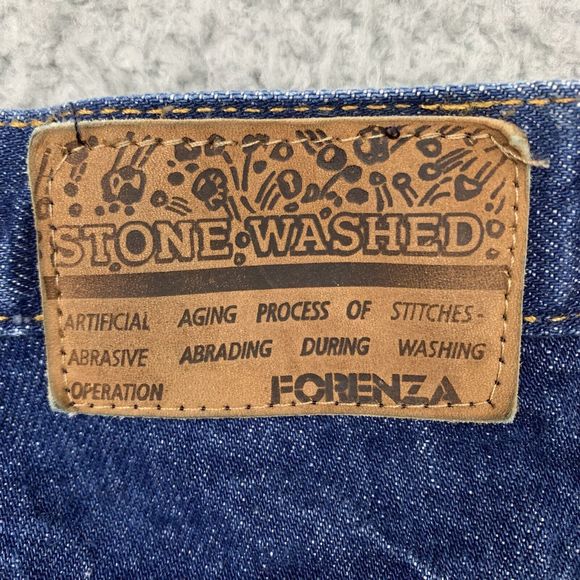 STONE WASHED
ARTIFICIAL AGING PROCESS OF STITCHES-
ABRASIVE ABRADING DURING WASHING
OPERATION FORENZA